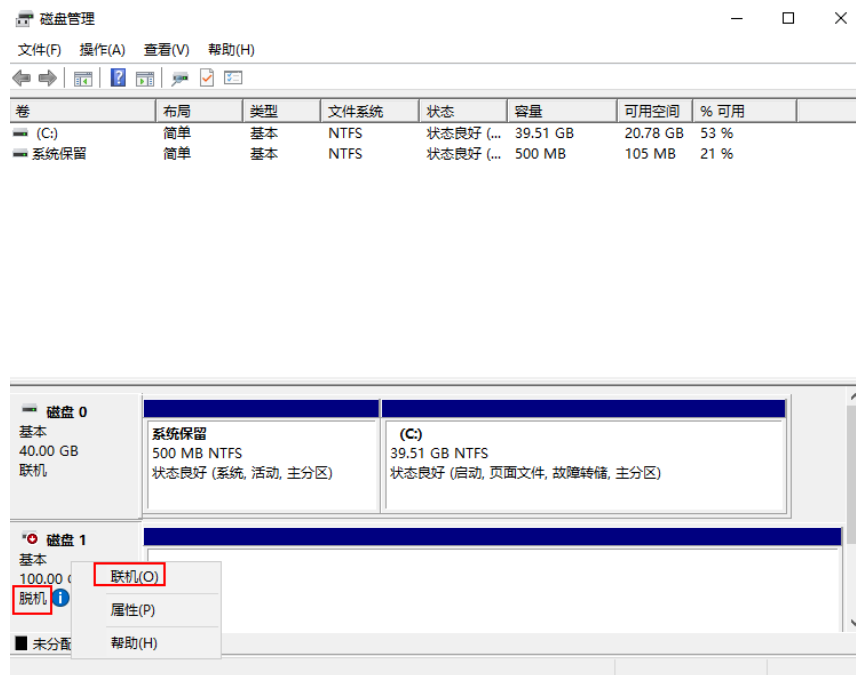 磁盘管理
文件(F) 操作(A) 查看(V) 帮助(H)
卷 布局 类型 文件系统 状态 容量 可用空间 % 可用
(C:) 简单 基本 NTFS 状态良好 (... 39.51 GB 20.78 GB 53 %
系统保留 简单 基本 NTFS 状态良好 (... 500 MB 105 MB 21 %
磁盘 0
基本
40.00 GB
联机
系统保留
500 MB NTFS
状态良好 (系统, 活动, 主分区)
(C:)
39.51 GB NTFS
状态良好 (启动, 页面文件, 故障转储, 主分区)
磁盘 1
基本
100.00
脱机
联机(O)
属性(P)
帮助(H)
未分配